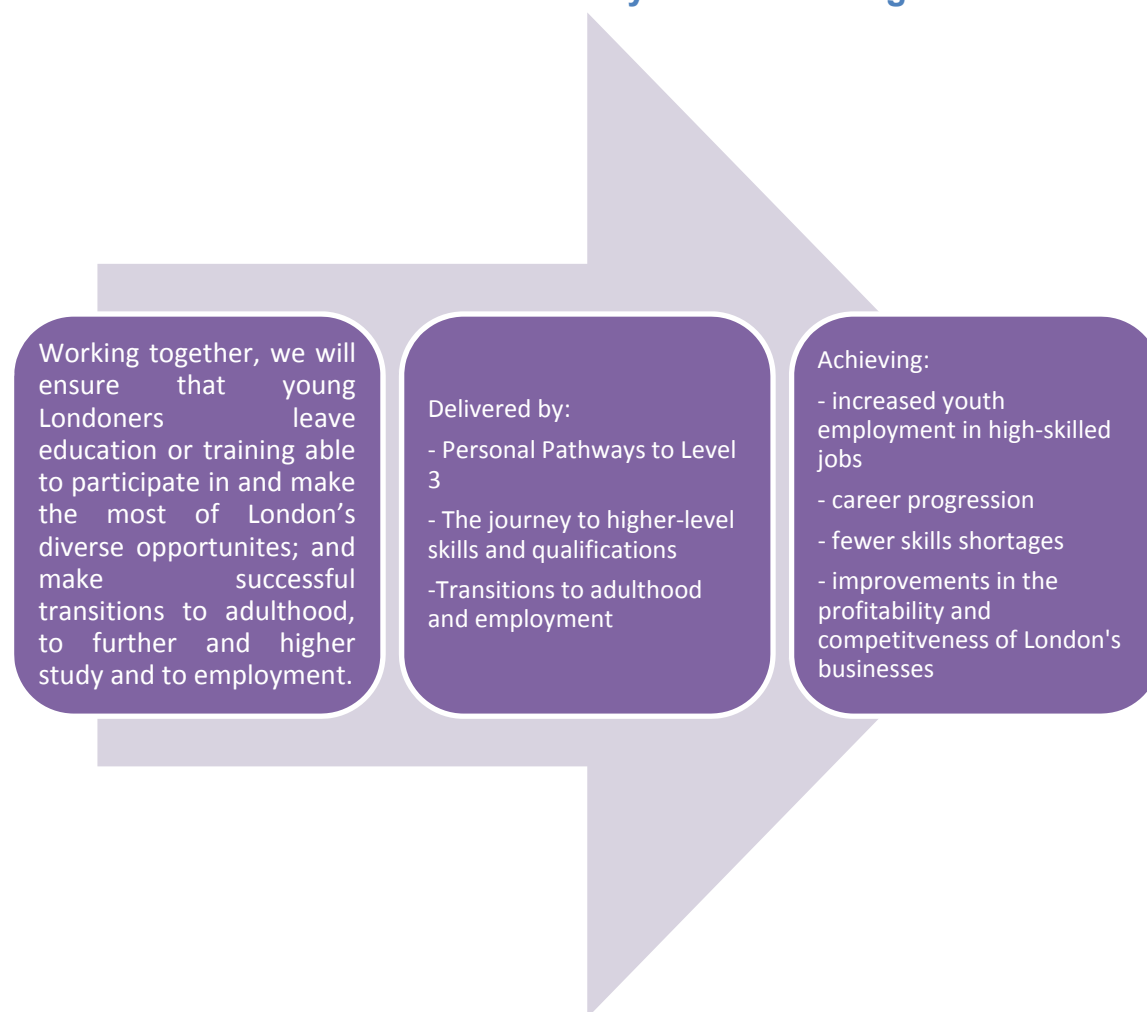 Working together, we will
ensure that young
Londoners leave
education or training able
to participate in and make
the most of London’s
diverse opportunites; and
make successful
transitions to adulthood,
to further and higher
study and to employment.
Delivered by:
- Personal Pathways to Level
3
- The journey to higher-level
skills and qualifications
-Transitions to adulthood
and employment
Achieving:
- increased youth
employment in high-skilled
jobs
- career progression
- fewer skills shortages
- improvements in the
profitability and
competitveness of London's
businesses